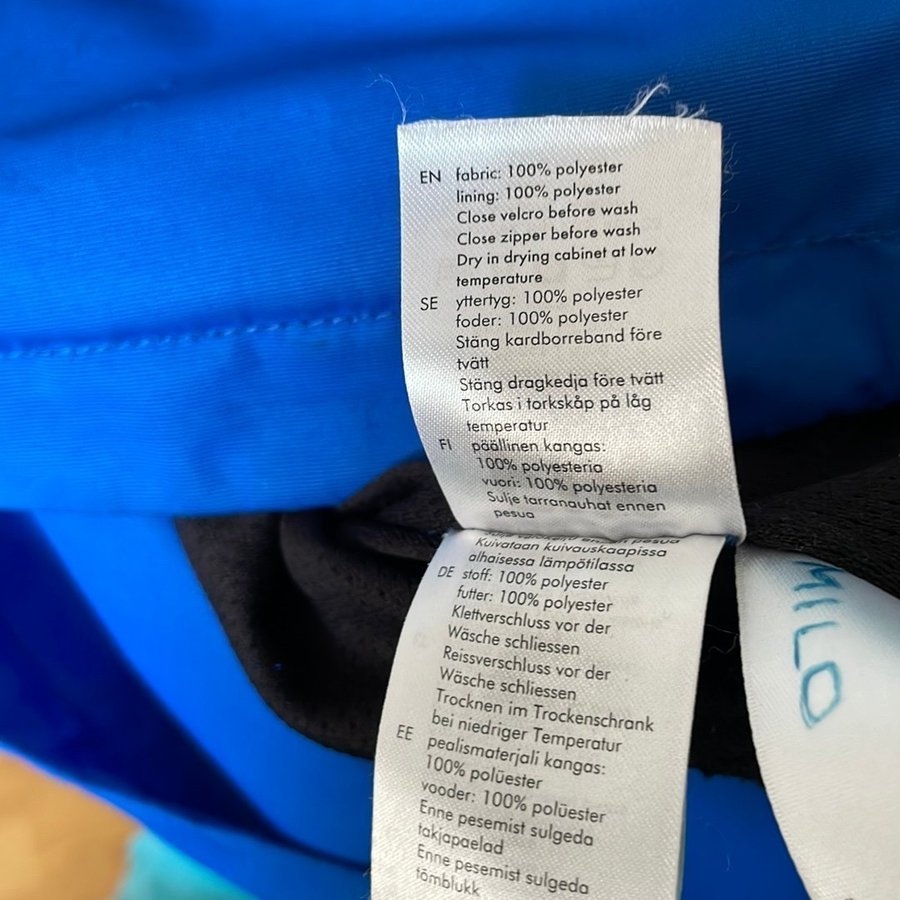 EN fabric: 100% polyester
lining: 100% polyester
Close velcro before wash
Close zipper before wash
Dry in drying cabinet at low
temperature
SE yttertyg: 100% polyester
foder: 100% polyester
Stäng kardborreband före
tvätt
Stäng dragkedja före tvätt
Torkas i torkskåp på låg
temperatur
FI päällinen kangas:
100% polyesteria
vuori: 100% polyesteria
Sulje tarranauhat ennen
pesua
pesua
Kuivataan kuivauskaapissa
alhaisessa lämpötilassa
DE stoff: 100% polyester
futter: 100% polyester
Klettverschluss vor der
Wäsche schliessen
Reissverschluss vor der
Wäsche schliessen
Trocknen im Trockenschrank
bei niedriger Temperatur
EE pealismaterjali kangas:
100% polüester
vooder: 100% polüester
Enne pesemist sulgeda
takjapaelad
Enne pesemist sulgeda
tõmblukk
MILO